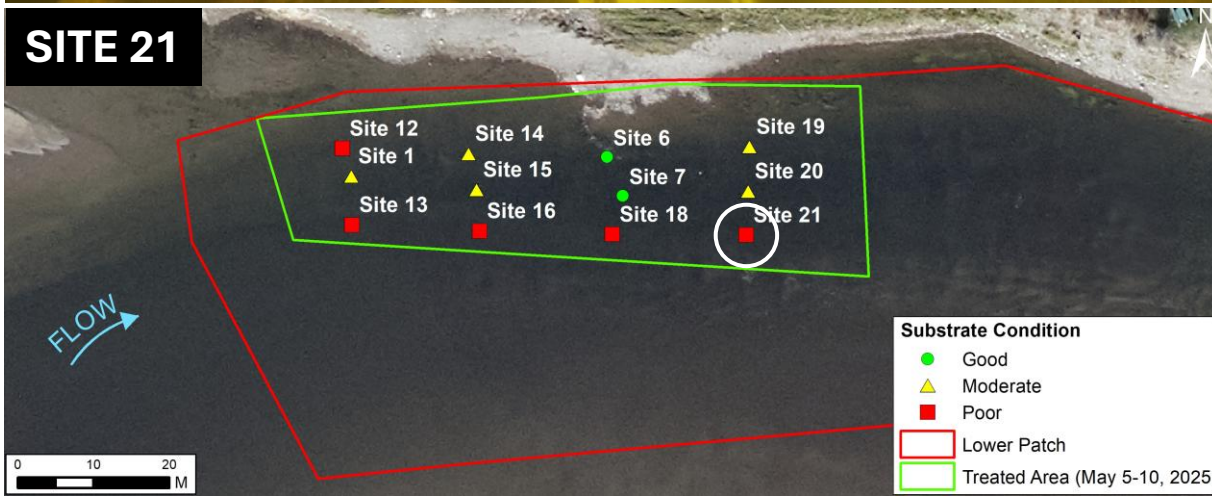 SITE 21
N
Site 12
Site 14
Site 6
Site 19
Site 1
Site 15
Site 7
Site 20
Site 13
Site 16
Site 18
Site 21
FLOW
Substrate Condition
Good
Moderate
Poor
Lower Patch
Treated Area (May 5-10, 2025
0 10 20
M